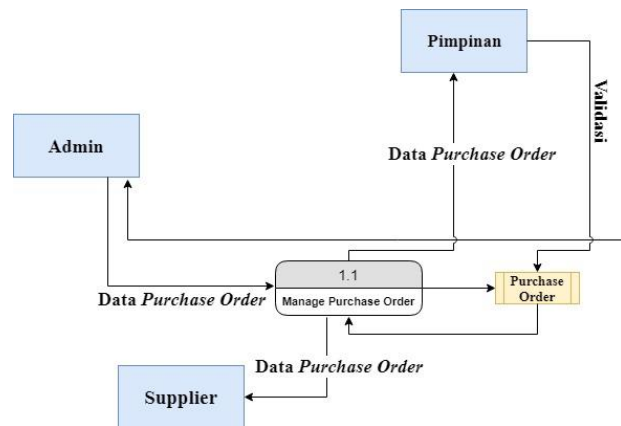 Pimpinan
Validasi
Admin
Data Purchase Order
1.1
Manage Purchase Order
Purchase
Order
Data Purchase Order
Data Purchase Order
Supplier